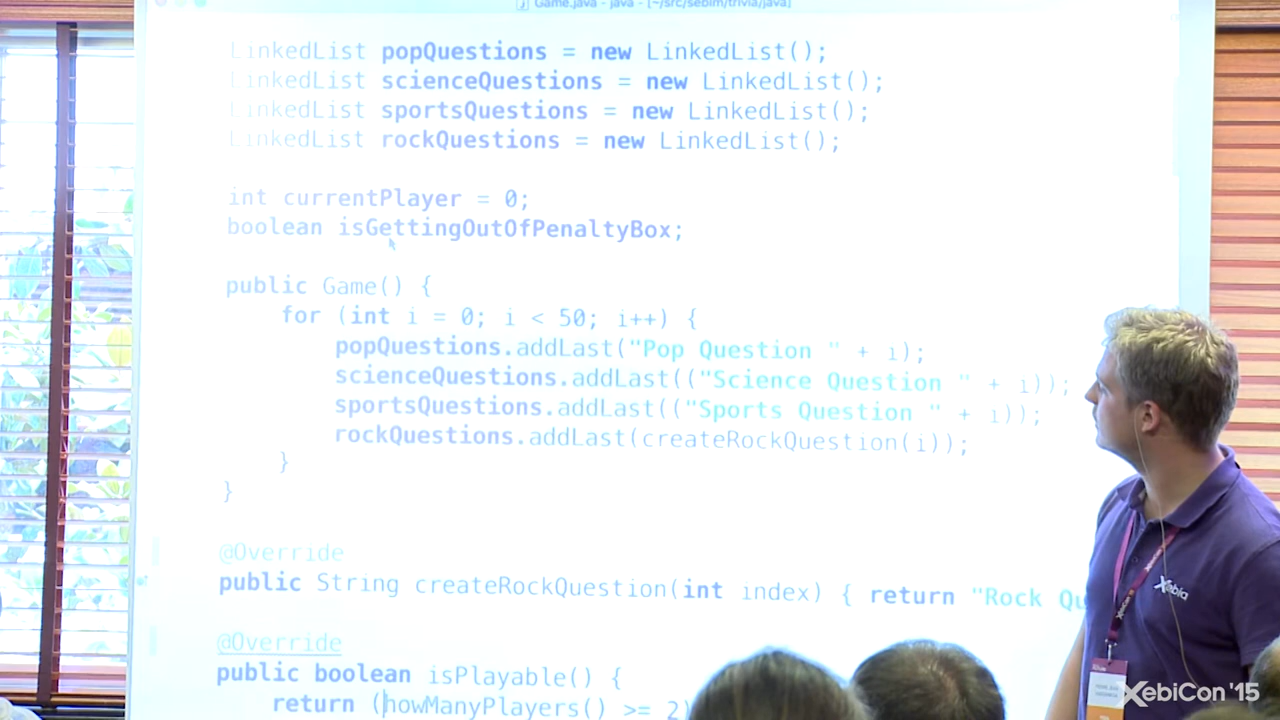 Game.java - java - [~/src/sebim/trivia/java]
LinkedList popQuestions = new LinkedList();
LinkedList scienceQuestions = new LinkedList();
LinkedList sportsQuestions = new LinkedList();
LinkedList rockQuestions = new LinkedList();
int currentPlayer = 0;
boolean isGettingOutOfPenaltyBox;
public Game() {
for (int i = 0; i < 50; i++) {
popQuestions.addLast("Pop Question " + i);
scienceQuestions.addLast(("Science Question " + i));
sportsQuestions.addLast(("Sports Question " + i));
rockQuestions.addLast(createRockQuestion(i));
}
}
@Override
public String createRockQuestion(int index) { return "Rock Qu
@Override
public boolean isPlayable() {
return (howManyPlayers() >= 2)
Xebia
XebiCon
XebiCon '15